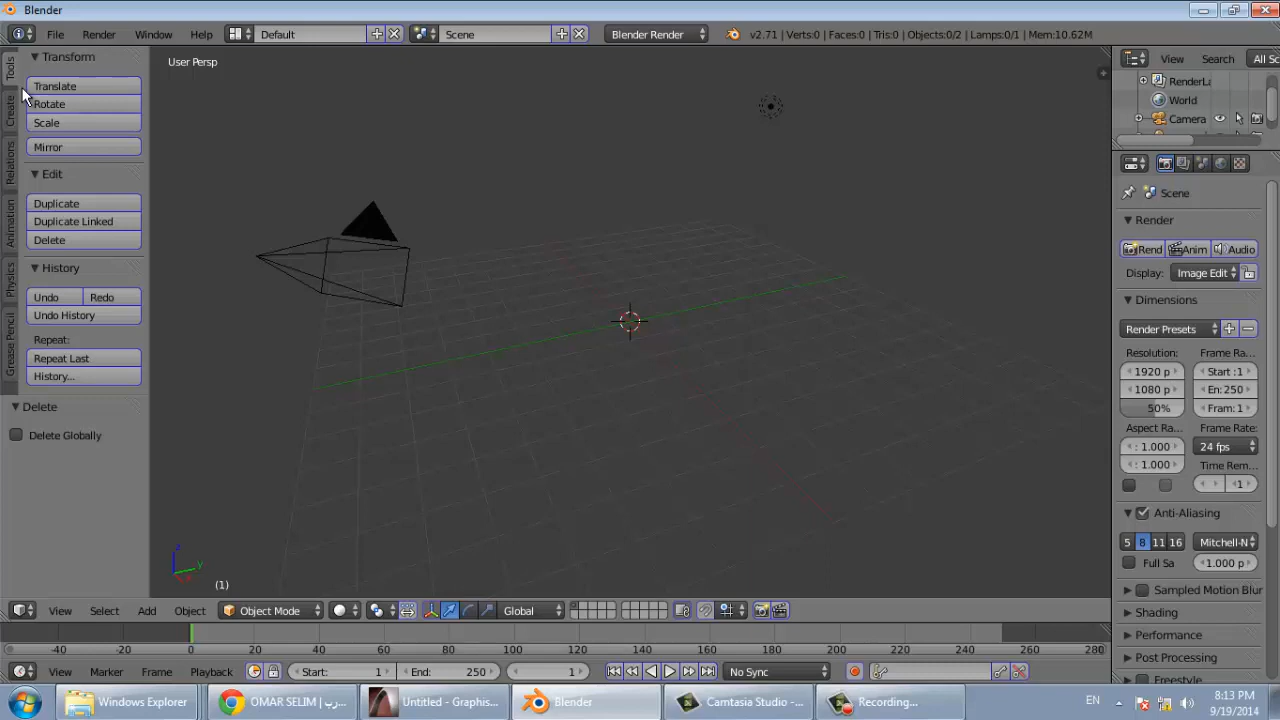 Blender
File Render Window Help Default Scene Blender Render v2.71 | Verts:0 | Faces:0 | Tris:0 | Objects:0/2 | Lamps:0/1 | Mem:10.62M
Tools
Create
Relations
Animation
Physics
Grease Pencil
Transform
Translate
Rotate
Scale
Mirror
Edit
Duplicate
Duplicate Linked
Delete
History
Undo Redo
Undo History
Repeat:
Repeat Last
History...
Delete
Delete Globally
User Persp
z
y
(1)
View Search All Sc
RenderLa
World
Camera
Scene
Render
Rend Anim Audio
Display: Image Edit
Dimensions
Render Presets
Resolution: Frame Ra...
1920 p Start :1
1080 p En: 250
50% Fram: 1
Aspect Ra... Frame Rate:
: 1.000 24 fps
: 1.000 Time Rem...
1
Anti-Aliasing
5 8 11 16 Mitchell-N
Full Sa 1.000 p
Sampled Motion Blur
Shading
Performance
Post Processing
Freestyle
View Select Add Object Object Mode Global
-40 -20 0 20 40 60 80 100 120 140 160 180 200 220 240 260 280
View Marker Frame Playback Start: 1 End: 250 1 No Sync
Windows Explorer OMAR SELIM | رب... Untitled - Graphis... Blender Camtasia Studio -... Recording... EN 8:13 PM
9/19/2014